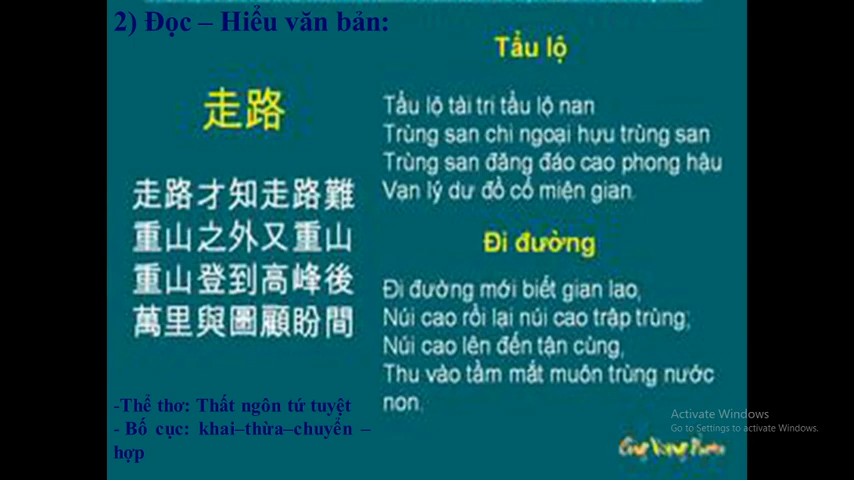 2) Đọc – Hiểu văn bản:
走路
走路才知走路難
重山之外又重山
重山登到高峰後
萬里與圖顧盼間
Tẩu lộ
Tẩu lộ tài tri tẩu lộ nan
Trùng san chi ngoại hựu trùng san
Trùng san đăng đáo cao phong hậu
Vạn lý dư đồ cố miện gian.
Đi đường
Đi đường mới biết gian lao,
Núi cao rồi lại núi cao trập trùng;
Núi cao lên đến tận cùng,
Thu vào tầm mắt muôn trùng nước
non.
-Thể thơ: Thất ngôn tứ tuyệt
- Bố cục: khai–thừa–chuyển –
hợp
Activate Windows
Go to Settings to activate Windows.